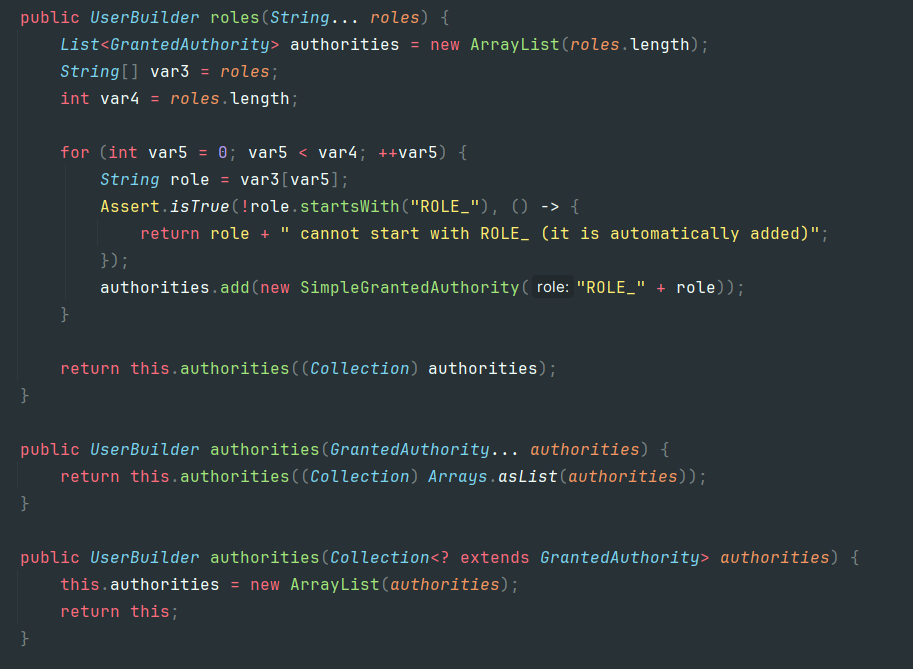 public UserBuilder roles(String... roles) {
    List<GrantedAuthority> authorities = new ArrayList(roles.length);
    String[] var3 = roles;
    int var4 = roles.length;

    for (int var5 = 0; var5 < var4; ++var5) {
        String role = var3[var5];
        Assert.isTrue(!role.startsWith("ROLE_"), () -> {
            return role + " cannot start with ROLE_ (it is automatically added)";
        });
        authorities.add(new SimpleGrantedAuthority( role: "ROLE_" + role));
    }

    return this.authorities((Collection) authorities);
}

public UserBuilder authorities(GrantedAuthority... authorities) {
    return this.authorities((Collection) Arrays.asList(authorities));
}

public UserBuilder authorities(Collection<? extends GrantedAuthority> authorities) {
    this.authorities = new ArrayList(authorities);
    return this;
}